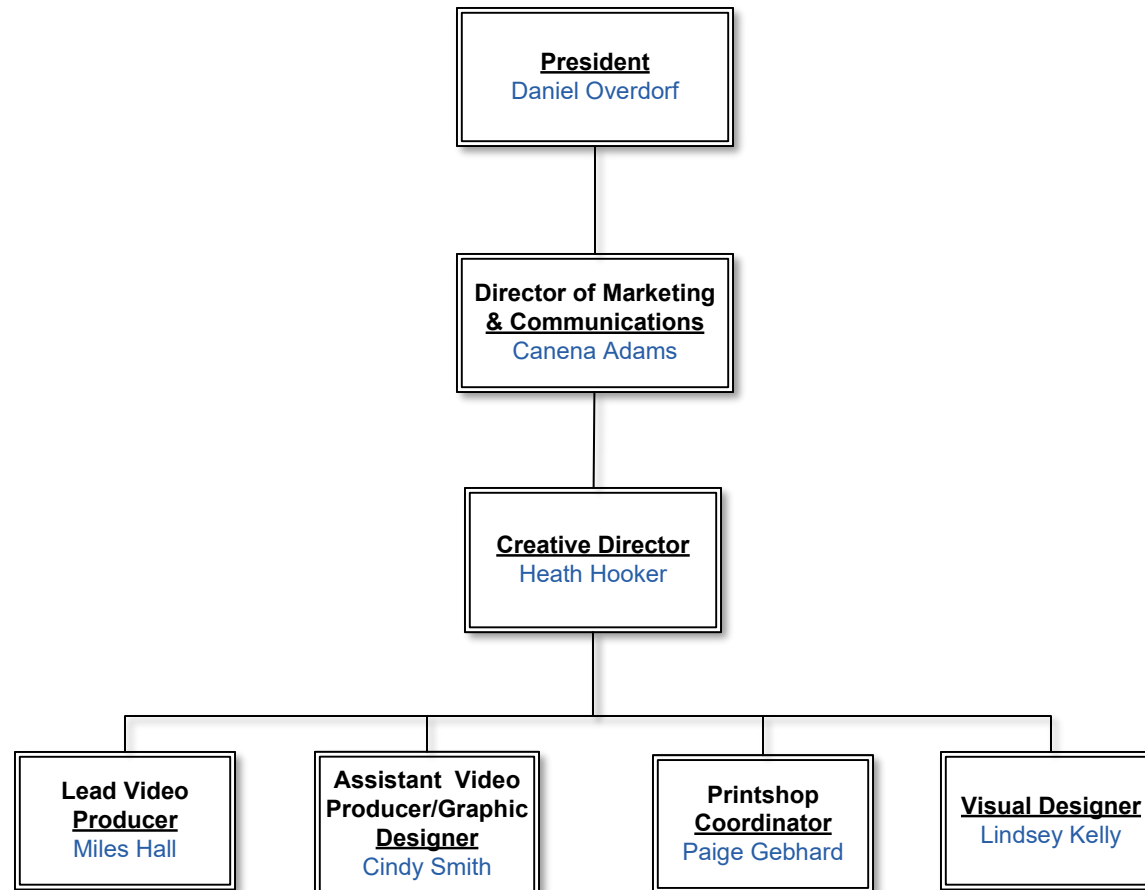 President
Daniel Overdorf
Director of Marketing
& Communications
Canena Adams
Creative Director
Heath Hooker
Lead Video
Producer
Miles Hall
Assistant Video
Producer/Graphic
Designer
Cindy Smith
Printshop
Coordinator
Paige Gebhard
Visual Designer
Lindsey Kelly